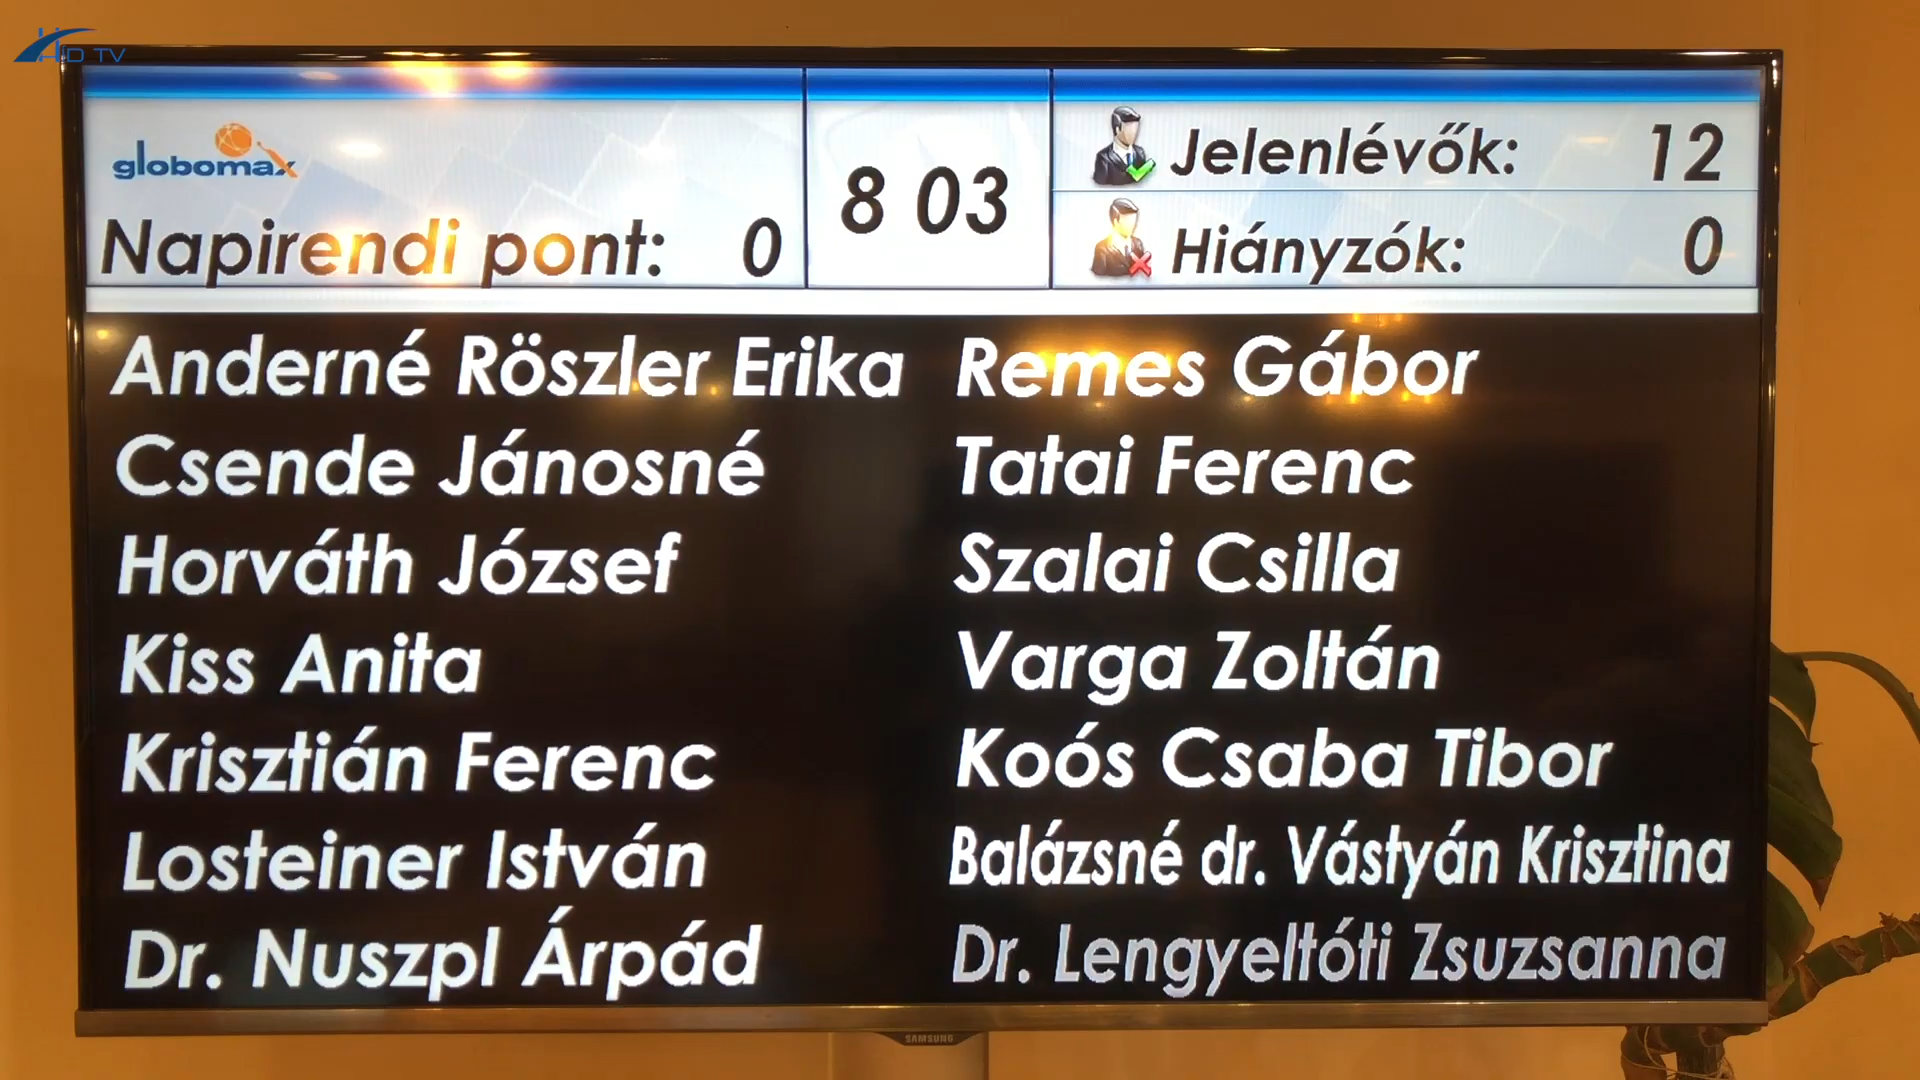 HD TV
globomax
Napirendi pont: 0
8 03
Jelenlévők: 12
Hiányzók: 0
Anderné Röszler Erika
Csende Jánosné
Horváth József
Kiss Anita
Krisztián Ferenc
Losteiner István
Dr. Nuszpl Árpád
Remes Gábor
Tatai Ferenc
Szalai Csilla
Varga Zoltán
Koós Csaba Tibor
Balázsné dr. Vástyán Krisztina
Dr. Lengyeltóti Zsuzsanna
SAMSUNG